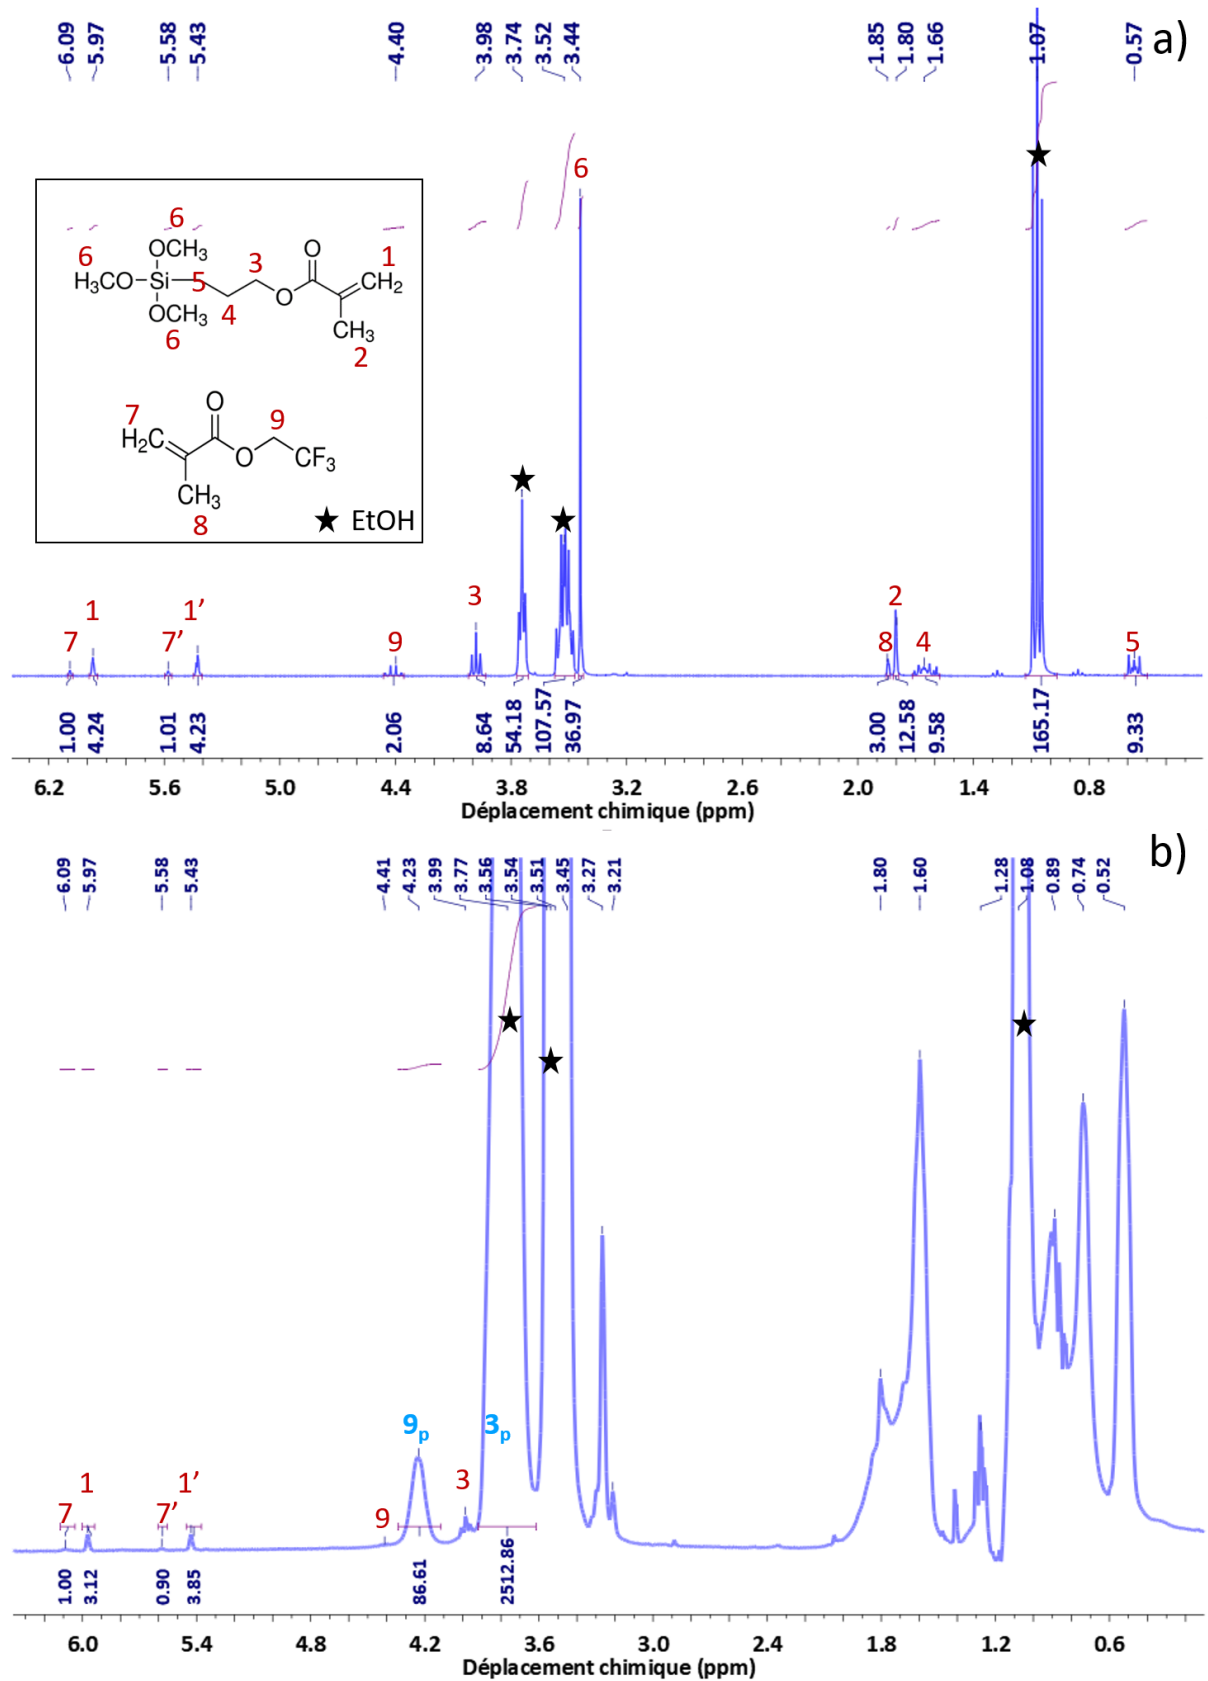 6.09 5.97 5.58 5.43 4.40 3.98 3.74 3.52 3.44 1.85 1.80 1.66 1.07 0.57
a)
6
6
6
OCH3
H3CO Si 5 3 O 1
CH2
OCH3 4 O
6 CH3
2
7 O 9
H2C
O CF3
CH3
8
★ EtOH
7 1 7' 1' 9 3 8 2 4 5
1.00 4.24 1.01 4.23 2.06 8.64 54.18 107.57 36.97 3.00 12.58 9.58 165.17 9.33
6.2 5.6 5.0 4.4 3.8 3.2 2.6 2.0 1.4 0.8
Déplacement chimique (ppm)
b)
6.09 5.97 5.58 5.43 4.41 4.23 3.99 3.77 3.56 3.54 3.51 3.45 3.27 3.21 1.80 1.60 1.28 1.08 0.89 0.74 0.52
9p 3p
7 1 7' 1' 9 3
1.00 3.12 0.90 3.85 86.61 2512.86
6.0 5.4 4.8 4.2 3.6 3.0 2.4 1.8 1.2 0.6
Déplacement chimique (ppm)